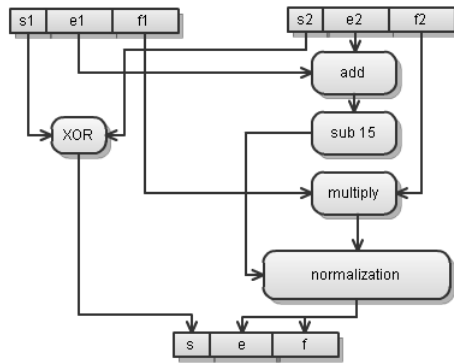 s1 e1 f1
s2 e2 f2
add
XOR
sub 15
multiply
normalization
s e f